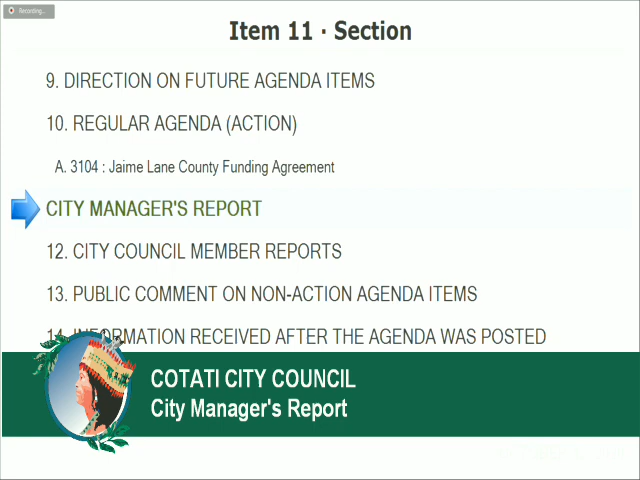 Recording...
Item 11 · Section
9. DIRECTION ON FUTURE AGENDA ITEMS
10. REGULAR AGENDA (ACTION)
A. 3104 : Jaime Lane County Funding Agreement
CITY MANAGER'S REPORT
12. CITY COUNCIL MEMBER REPORTS
13. PUBLIC COMMENT ON NON-ACTION AGENDA ITEMS
14. INFORMATION RECEIVED AFTER THE AGENDA WAS POSTED
COTATI CITY COUNCIL
City Manager's Report